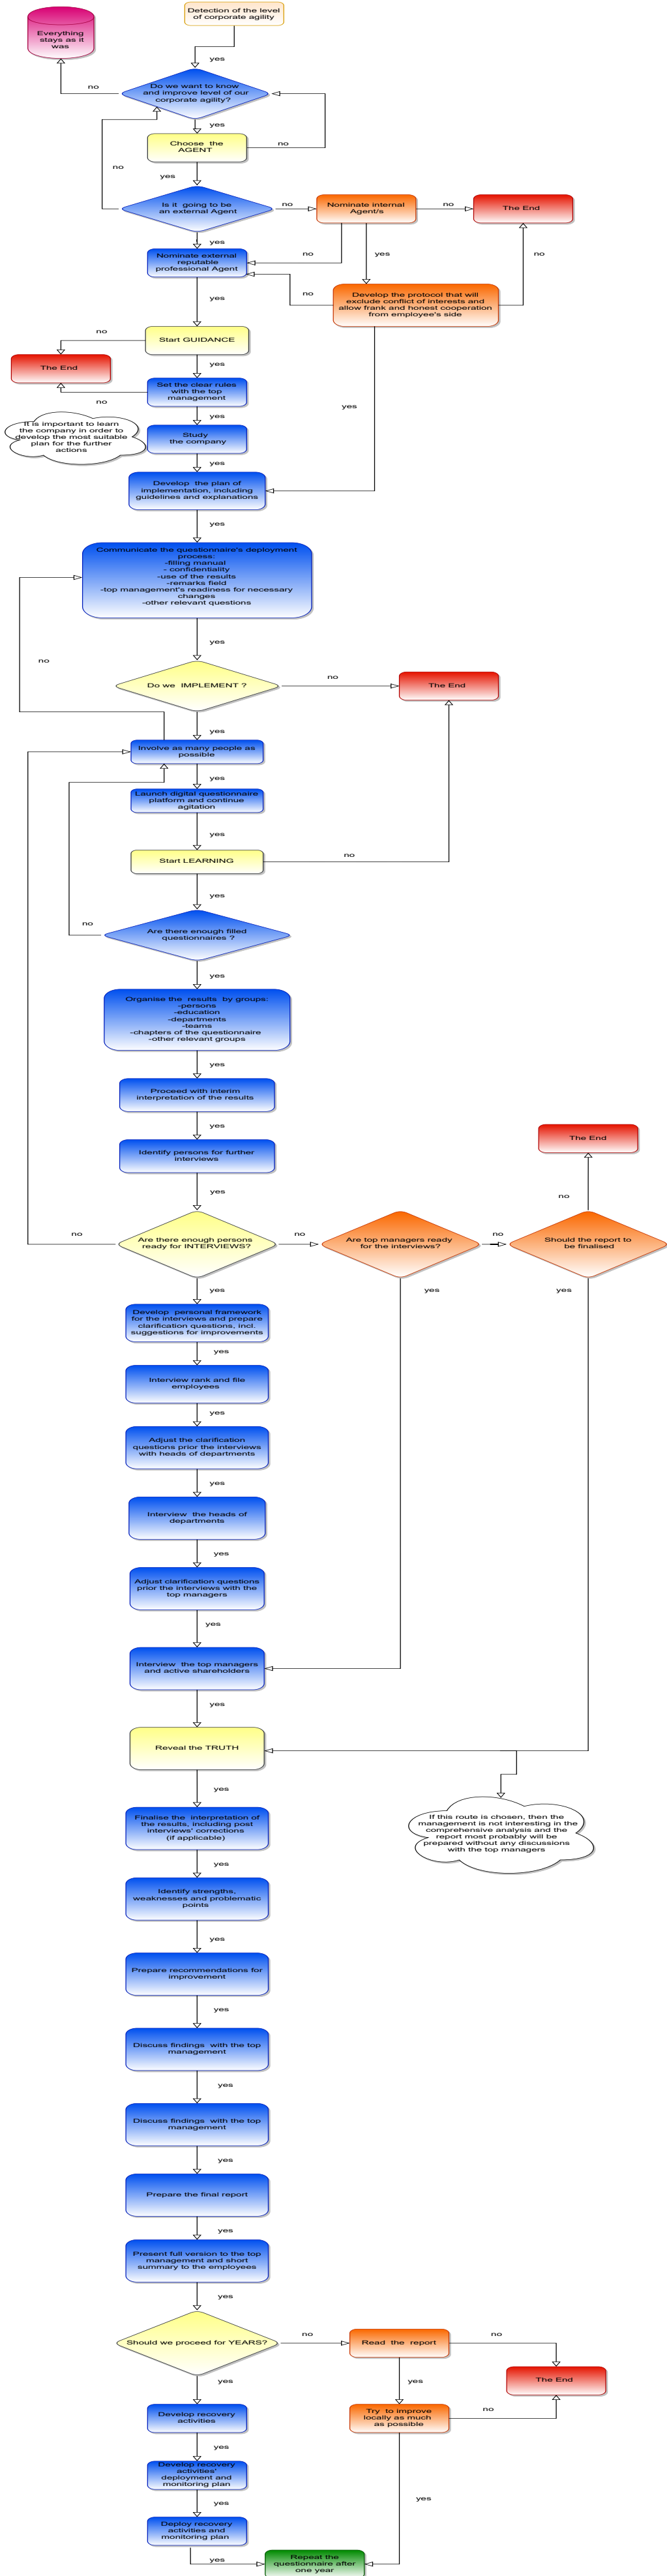 Detection of the level
of corporate agility
Everything
stays as it
was
yes
no
Do we want to know
and improve level of our
corporate agility?
yes
Choose the
AGENT
no
no
yes
Is it going to be
an external Agent
no
Nominate internal
Agent/s
no
The End
yes
no
yes
no
Nominate external
reputable
professional Agent
no
Develop the protocol that will
exclude conflict of interests and
allow frank and honest cooperation
from employee's side
yes
no
Start GUIDANCE
The End
yes
Set the clear rules
with the top
management
no
yes
yes
It is important to learn
the company in order to
develop the most suitable
plan for the further
actions
Study
the company
yes
Develop the plan of
implementation, including
guidelines and explanations
yes
Communicate the questionnaire's deployment
process:
-filling manual
- confidentiality
-use of the results
-remarks field
-top management's readiness for necessary
changes
-other relevant questions
yes
no
Do we IMPLEMENT ?
no
The End
yes
Involve as many people as
possible
yes
Launch digital questionnaire
platform and continue
agitation
yes
Start LEARNING
no
yes
no
Are there enough filled
questionnaires ?
yes
Organise the results by groups:
-persons
-education
-departments
-teams
-chapters of the questionnaire
-other relevant groups
yes
Proceed with interim
interpretation of the results
yes
Identify persons for further
interviews
The End
yes
no
no
Are there enough persons
ready for INTERVIEWS?
no
Are top managers ready
for the interviews?
no
Should the report to
be finalised
yes
yes
yes
Develop personal framework
for the interviews and prepare
clarification questions, incl.
suggestions for improvements
yes
Interview rank and file
employees
yes
Adjust the clarification
questions prior the interviews
with heads of departments
yes
Interview the heads of
departments
yes
Adjust clarification questions
prior the interviews with the
top managers
yes
Interview the top managers
and active shareholders
yes
Reveal the TRUTH
yes
Finalise the interpretation of
the results, including post
interviews' corrections
(if applicable)
If this route is chosen, then the
management is not interesting in the
comprehensive analysis and the
report most probably will be
prepared without any discussions
with the top managers
yes
Identify strengths,
weaknesses and problematic
points
yes
Prepare recommendations for
improvement
yes
Discuss findings with the top
management
yes
Discuss findings with the top
management
yes
Prepare the final report
yes
Present full version to the top
management and short
summary to the employees
yes
Should we proceed for YEARS?
no
Read the report
no
The End
yes
yes
Develop recovery
activities
Try to improve
locally as much
as possible
no
yes
Develop recovery
activities'
deployment and
monitoring plan
yes
yes
Deploy recovery
activities and
monitoring plan
yes
Repeat the
questionnaire after
one year